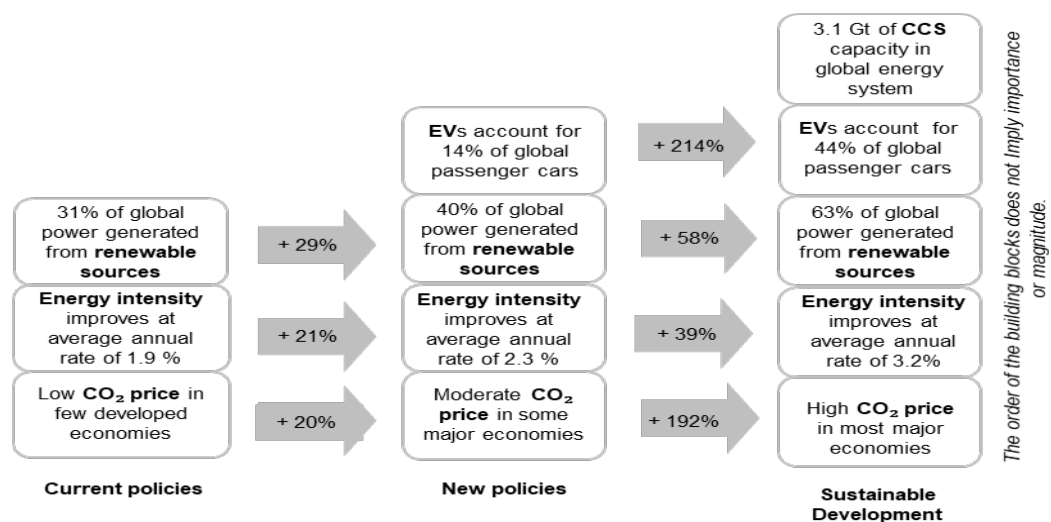 31% of global
power generated
from renewable
sources
Energy intensity
improves at
average annual
rate of 1.9 %
Low CO₂ price in
few developed
economies
Current policies
+ 29%
+ 21%
+ 20%
EVs account for
14% of global
passenger cars
40% of global
power generated
from renewable
sources
Energy intensity
improves at
average annual
rate of 2.3 %
Moderate CO₂
price in some
major economies
New policies
+ 214%
+ 58%
+ 39%
+ 192%
3.1 Gt of CCS
capacity in
global energy
system
EVs account for
44% of global
passenger cars
63% of global
power generated
from renewable
sources
Energy intensity
improves at
average annual
rate of 3.2%
High CO₂ price
in most major
economies
Sustainable
Development
The order of the building blocks does not Imply importance
or magnitude.